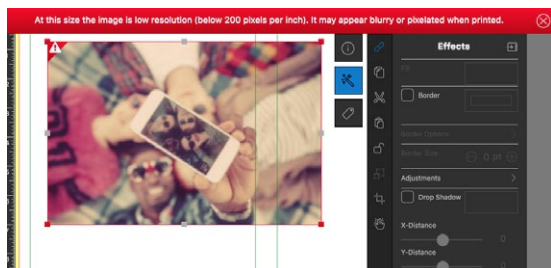 At this size the image is low resolution (below 200 pixels per inch). It may appear blurry or pixelated when printed.
Effects
Fill
Border
Border Options
Border Size
0 pt
Adjustments
Drop Shadow
X-Distance
0
Y-Distance
0